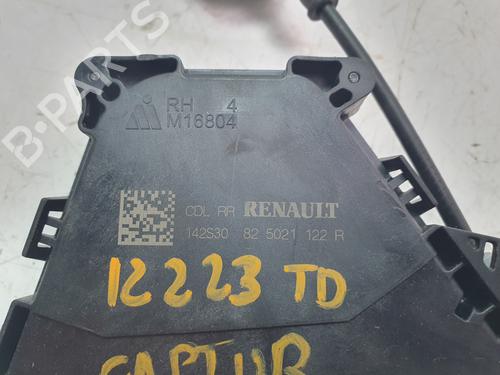 B-PARTS
RH 4
M16804
CDL RR RENAULT
142S30 82 5021 122 R
12223 TD
CAPTUR